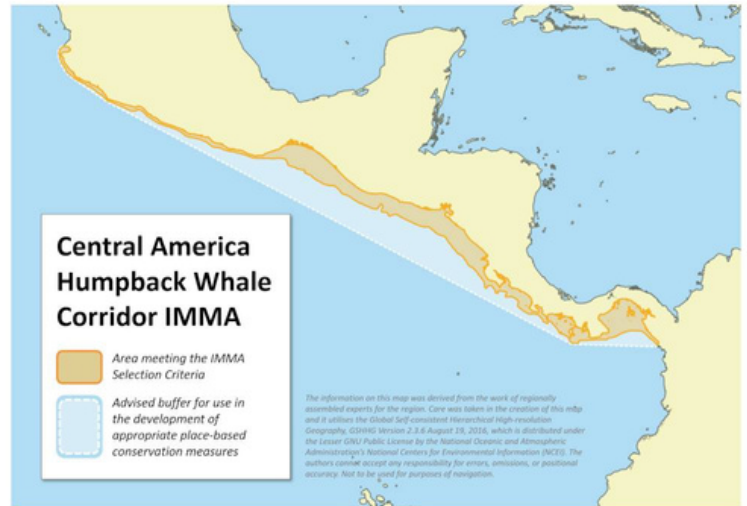 Central America
Humpback Whale
Corridor IMMA
Area meeting the IMMA
Selection Criteria
Advised buffer for use in
the development of
appropriate place-based
conservation measures
The information on this map was derived from the work of regionally
assembled experts for the region. Care was taken in the creation of this map
and it utilises the Global Self-consistent Hierarchical High-resolution
Geography, GSHHG Version 2.3.6 August 19, 2016, which is distributed under
the Lesser GNU Public License by the National Oceanic and Atmospheric
Administration's National Centers for Environmental Information (NCEI). The
authors cannot accept any responsibility for errors, omissions, or positional
accuracy. Not to be used for purposes of navigation.